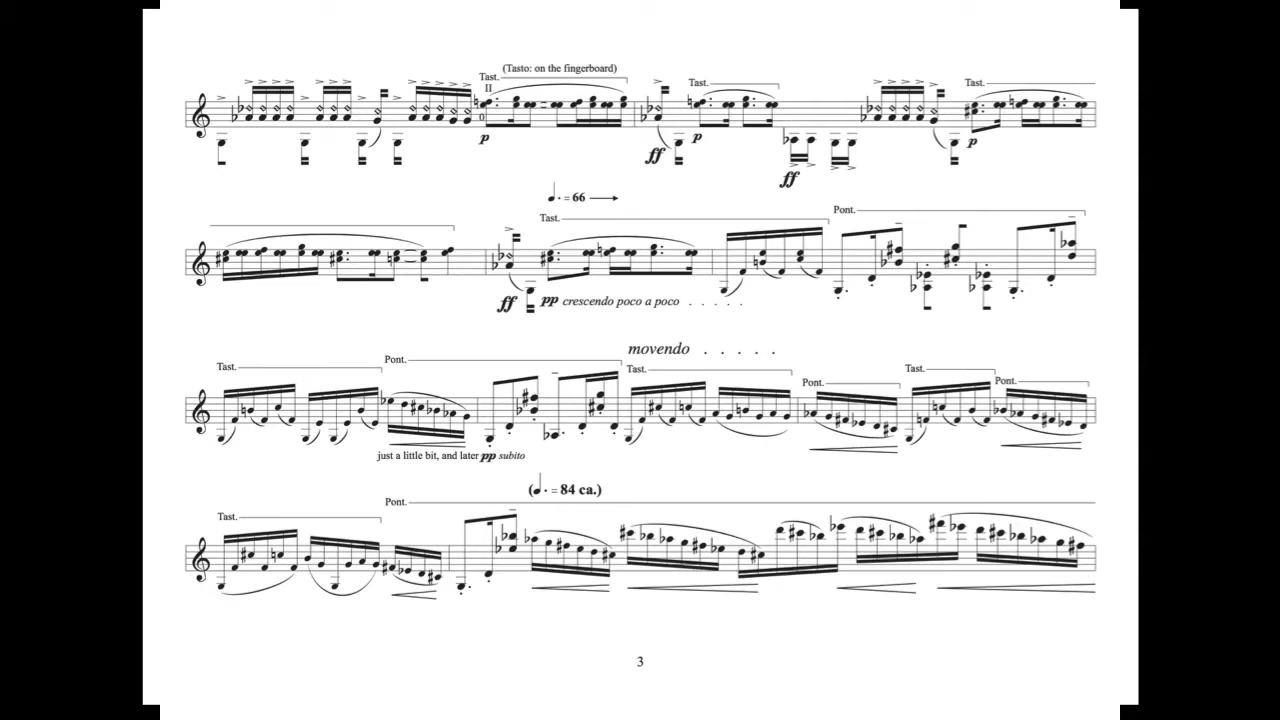 (Tasto: on the fingerboard)
Tast. Tast. Tast.
II
0
p ff p ff p
♩. = 66
Tast. Pont.
ff pp crescendo poco a poco . . . . .
movendo . . . . .
Tast. Pont. Tast. Pont. Tast. Pont.
just a little bit, and later pp subito
(♩. = 84 ca.)
Tast. Pont.
3